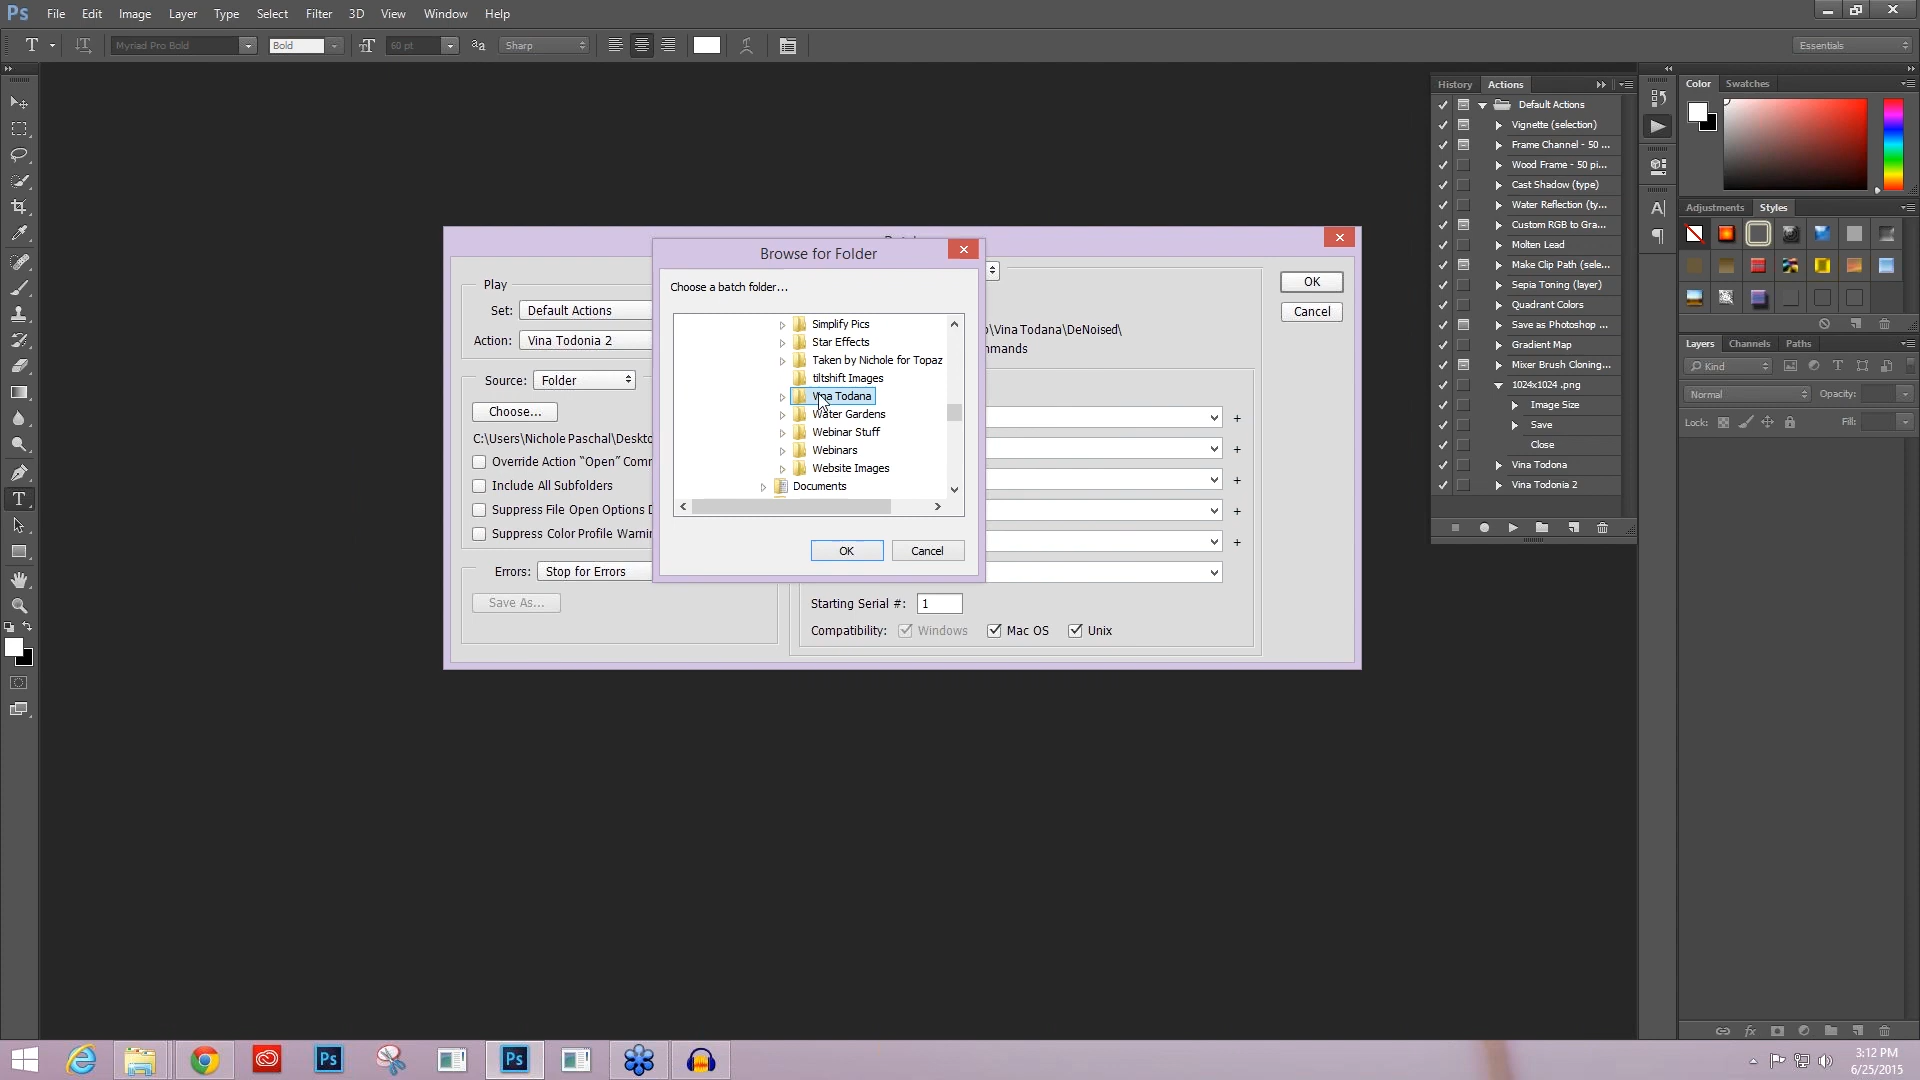 Ps File Edit Image Layer Type Select Filter 3D View Window Help
T Myriad Pro Bold Bold 60 pt aa Sharp Essentials
History Actions
Default Actions
Vignette (selection)
Frame Channel - 50 ...
Wood Frame - 50 pi...
Cast Shadow (type)
Water Reflection (ty...
Custom RGB to Gra...
Molten Lead
Make Clip Path (sele...
Sepia Toning (layer)
Quadrant Colors
Save as Photoshop ...
Gradient Map
Mixer Brush Cloning...
1024x1024 .png
Image Size
Save
Close
Vina Todona
Vina Todonia 2
Color Swatches
Adjustments Styles
Layers Channels Paths
Kind
Normal Opacity:
Lock: Fill:
Play
Set: Default Actions
Action: Vina Todonia 2
Source: Folder
Choose...
C:\Users\Nichole Paschal\Deskto
Override Action "Open" Comm
Include All Subfolders
Suppress File Open Options D
Suppress Color Profile Warnin
Errors: Stop for Errors
Save As...
Browse for Folder
Choose a batch folder...
Simplify Pics
Star Effects
Taken by Nichole for Topaz
tiltshift Images
Vina Todana
Water Gardens
Webinar Stuff
Webinars
Website Images
Documents
OK Cancel
p\Vina Todana\DeNoised\
mmands
OK
Cancel
Starting Serial #: 1
Compatibility: Windows Mac OS Unix
3:12 PM
6/25/2015